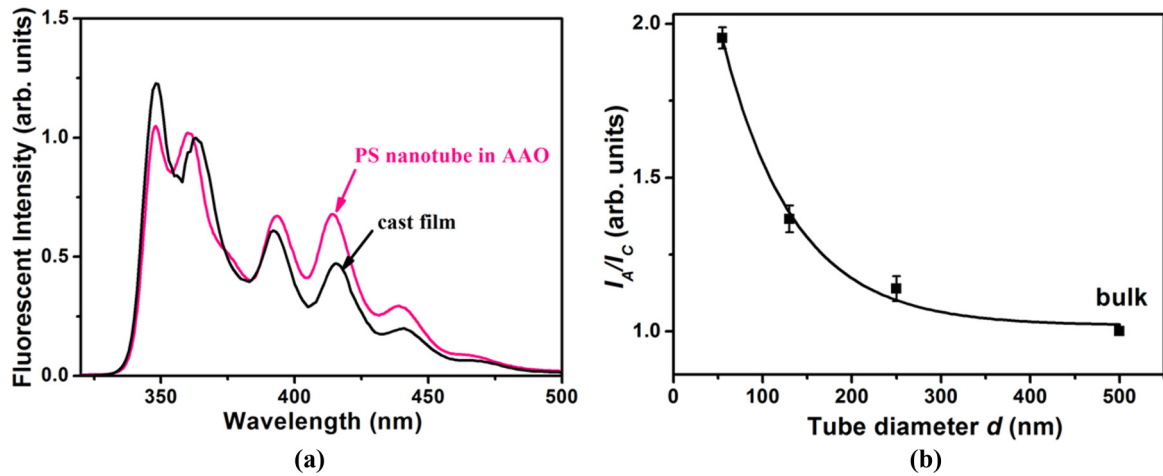 Fluorescent Intensity (arb. units)
1.5
1.0
0.5
0.0
PS nanotube in AAO
cast film
350
400
450
500
Wavelength (nm)
(a)
I_A/I_C (arb. units)
2.0
1.5
1.0
bulk
0
100
200
300
400
500
Tube diameter d (nm)
(b)